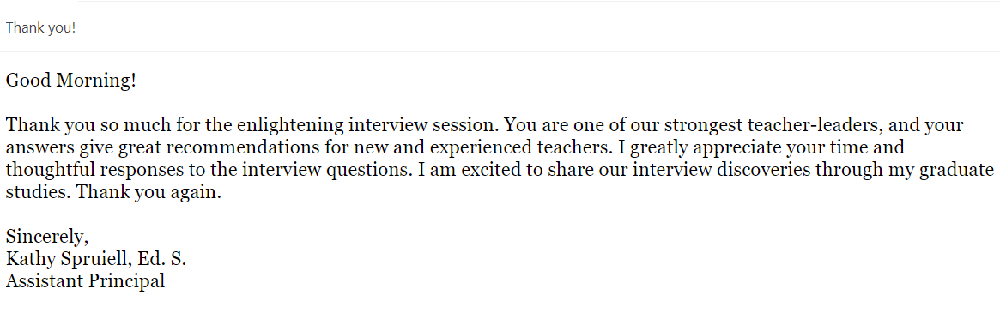 Thank you!
Good Morning!
Thank you so much for the enlightening interview session. You are one of our strongest teacher-leaders, and your
answers give great recommendations for new and experienced teachers. I greatly appreciate your time and
thoughtful responses to the interview questions. I am excited to share our interview discoveries through my graduate
studies. Thank you again.
Sincerely,
Kathy Spruiell, Ed. S.
Assistant Principal